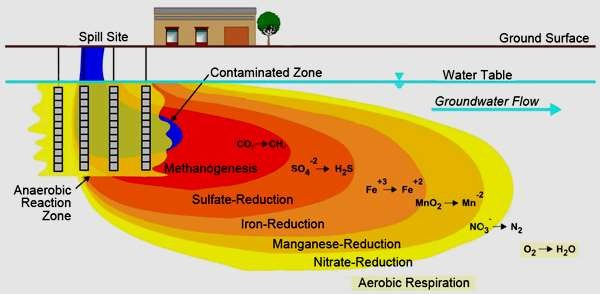 Spill Site
Ground Surface
Contaminated Zone
Water Table
Groundwater Flow
CO₂→CH₄
Methanogenesis
SO₄⁻² → H₂S
Anaerobic
Reaction
Zone
Sulfate-Reduction
Fe⁺³ → Fe⁺²
MnO₂ → Mn⁻²
Iron-Reduction
NO₃⁻ → N₂
Manganese-Reduction
O₂ → H₂O
Nitrate-Reduction
Aerobic Respiration